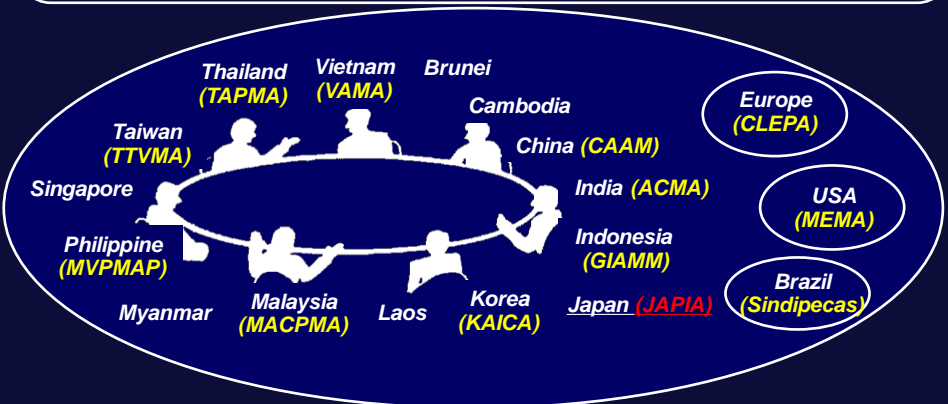 Thailand
(TAPMA)
Vietnam
(VAMA)
Brunei
Cambodia
Taiwan
(TTVMA)
China (CAAM)
Singapore
India (ACMA)
Philippine
(MVPMAP)
Indonesia
(GIAMM)
Myanmar
Malaysia
(MACPMA)
Laos
Korea
(KAICA)
Japan (JAPIA)
Europe
(CLEPA)
USA
(MEMA)
Brazil
(Sindipecas)